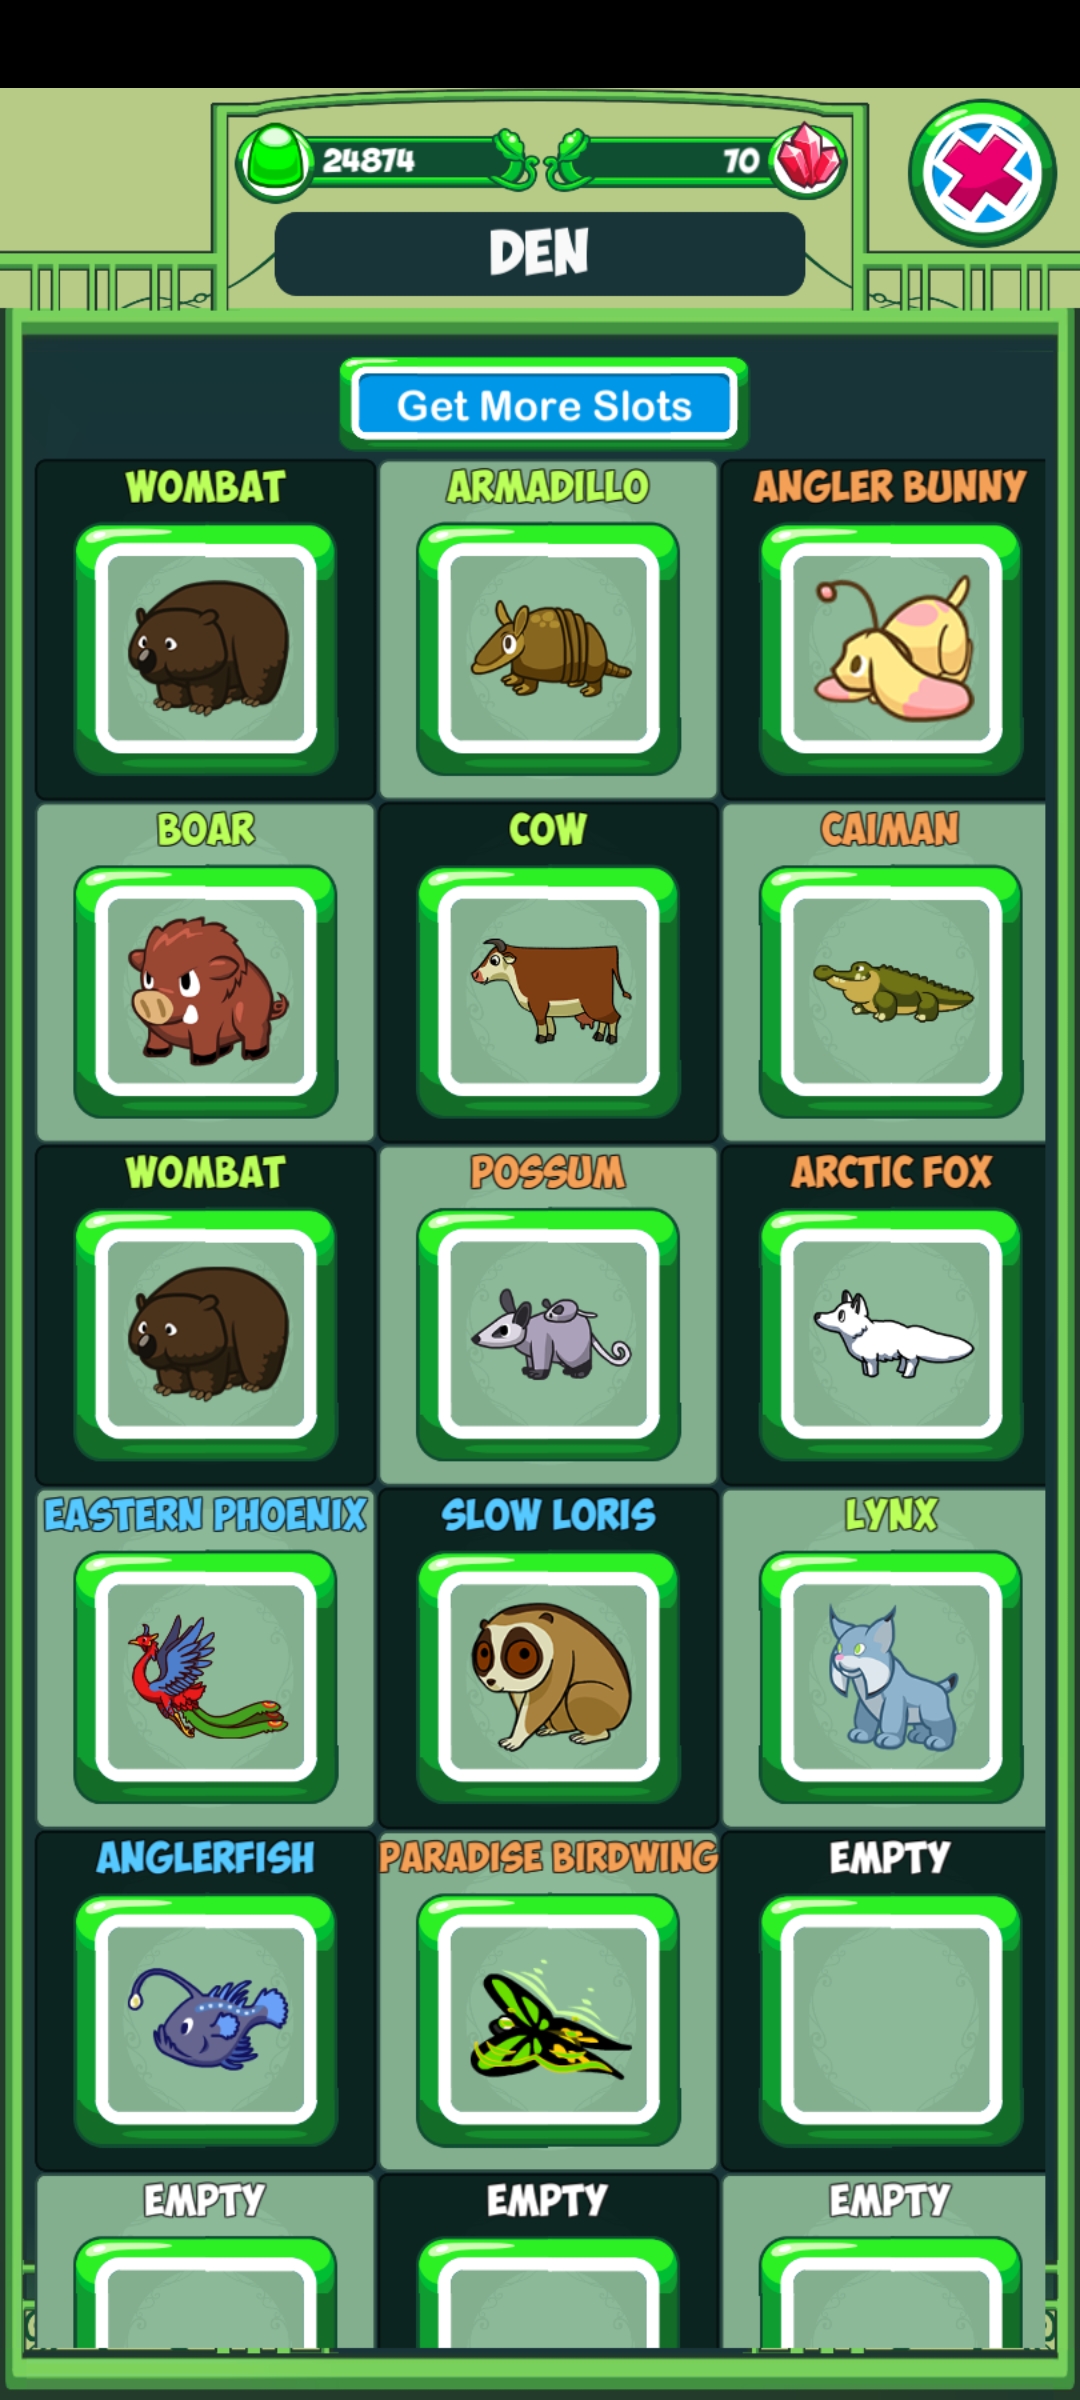 24874
70
DEN
Get More Slots
WOMBAT
ARMADILLO
ANGLER BUNNY
BOAR
COW
CAIMAN
WOMBAT
POSSUM
ARCTIC FOX
EASTERN PHOENIX
SLOW LORIS
LYNX
ANGLERFISH
PARADISE BIRDWING
EMPTY
EMPTY
EMPTY
EMPTY